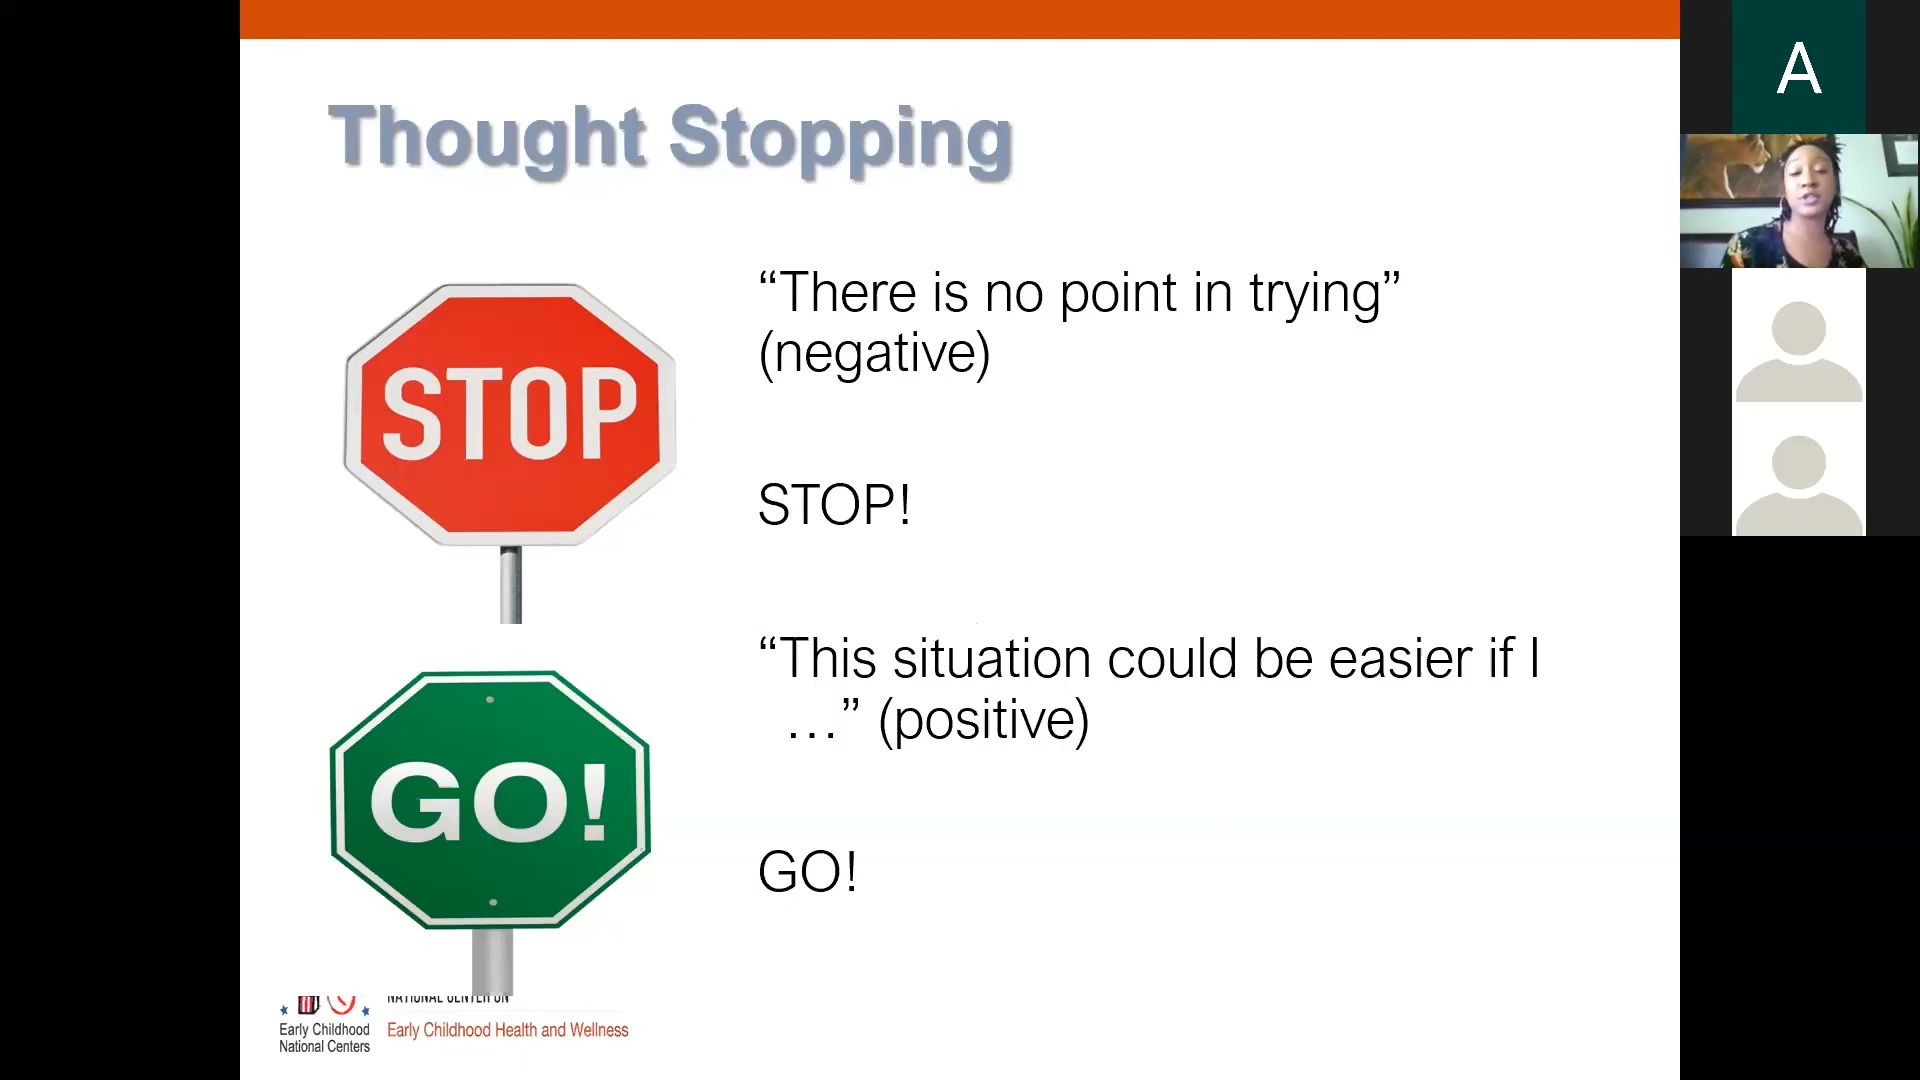 Thought Stopping
A
“There is no point in trying”
(negative)
STOP
STOP!
“This situation could be easier if I
…” (positive)
GO!
GO!
NATIONAL CENTER ON
Early Childhood
National Centers
Early Childhood Health and Wellness